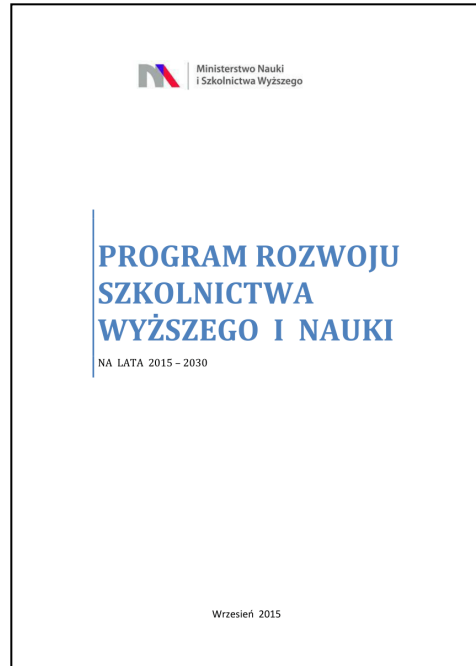 Ministerstwo Nauki
i Szkolnictwa Wyższego
PROGRAM ROZWOJU
SZKOLNICTWA
WYŻSZEGO I NAUKI
NA LATA 2015 – 2030
Wrzesień 2015